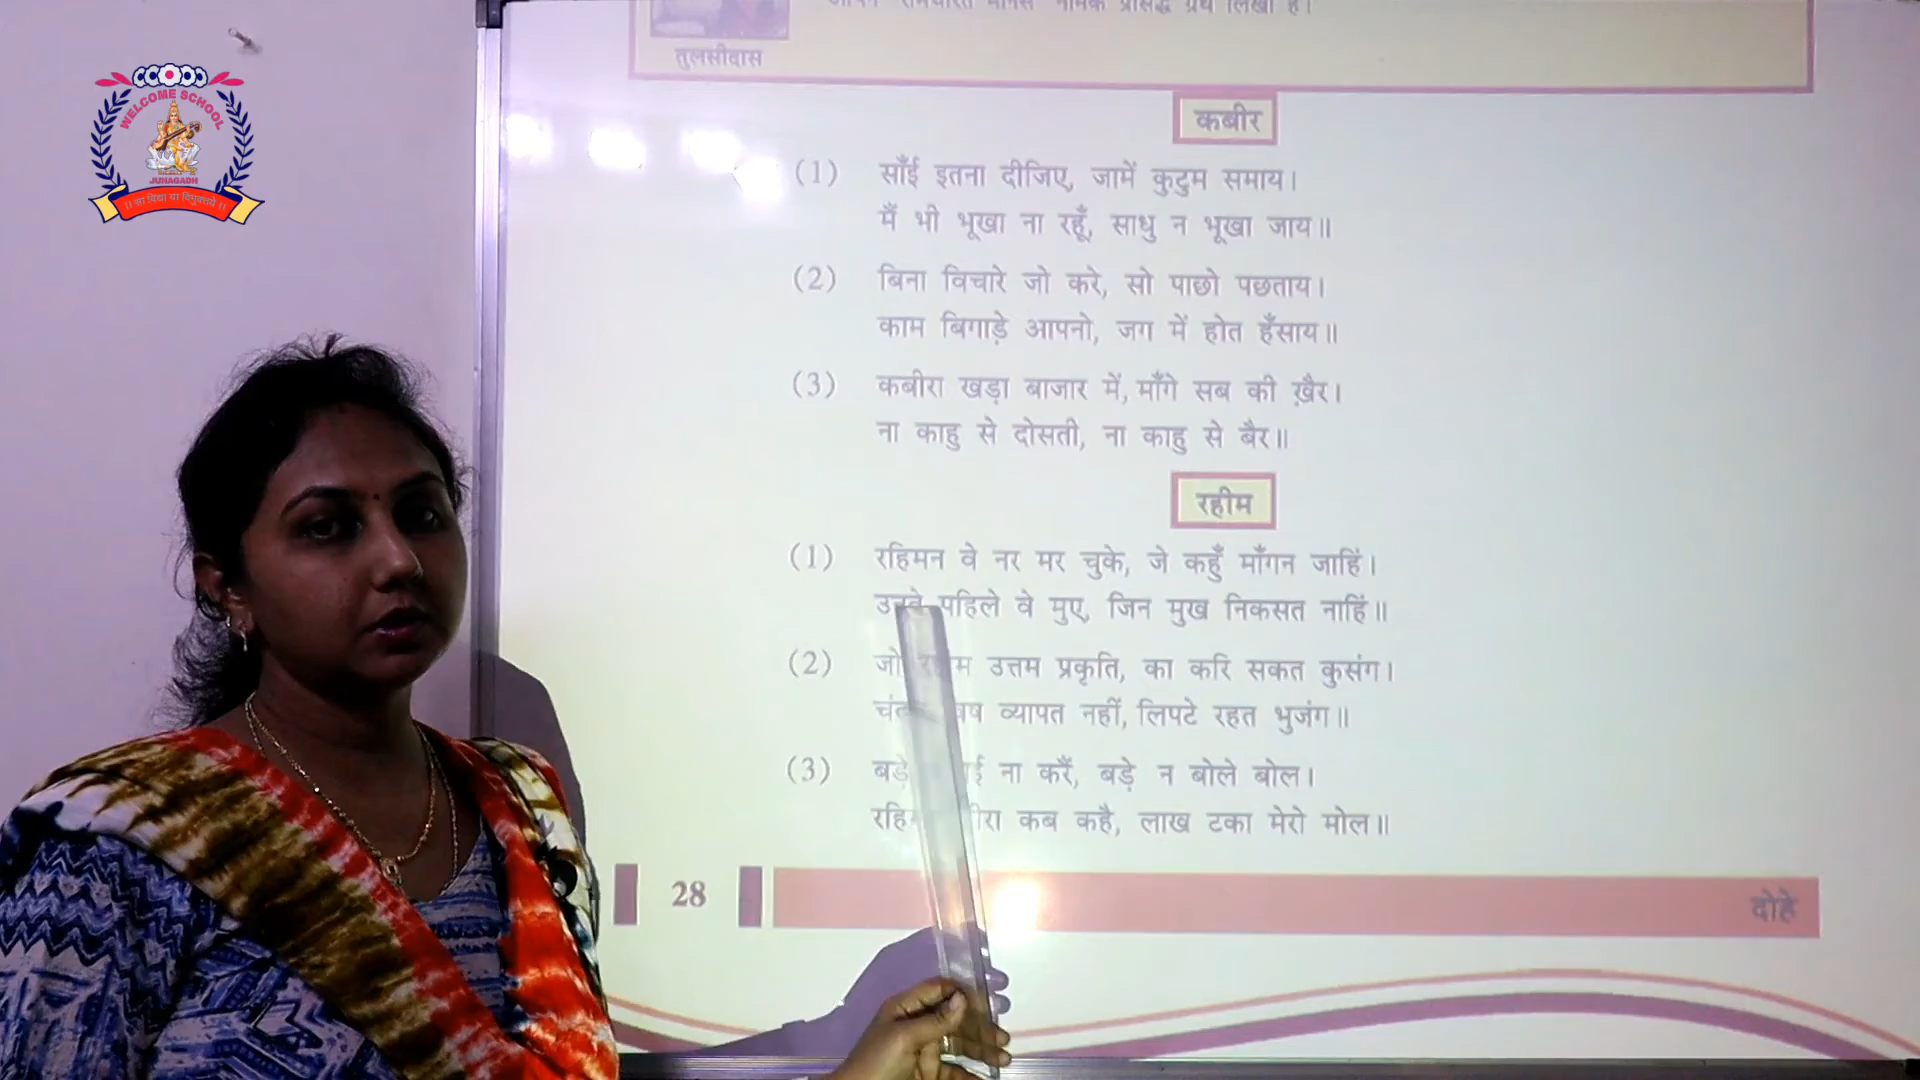 WELCOME SCHOOL
JUNAGADH
।। सा विद्या या विमुक्तये ।।
तुलसीदास
कबीर
(1) साँई इतना दीजिए, जामें कुटुम समाय।
मैं भी भूखा ना रहूँ, साधु न भूखा जाय॥
(2) बिना विचारे जो करे, सो पाछो पछताय।
काम बिगाड़े आपनो, जग में होत हँसाय॥
(3) कबीरा खड़ा बाजार में, माँगे सब की ख़ैर।
ना काहु से दोसती, ना काहु से बैर॥
रहीम
(1) रहिमन वे नर मर चुके, जे कहुँ माँगन जाहिं।
पहिले वे मुए, जिन मुख निकसत नाहिं॥
(2) जो उत्तम प्रकृति, का करि सकत कुसंग।
व्यापत नहीं, लिपटे रहत भुजंग॥
(3) ना करैं, बड़े न बोले बोल।
कब कहै, लाख टका मेरो मोल॥
28
दोहे